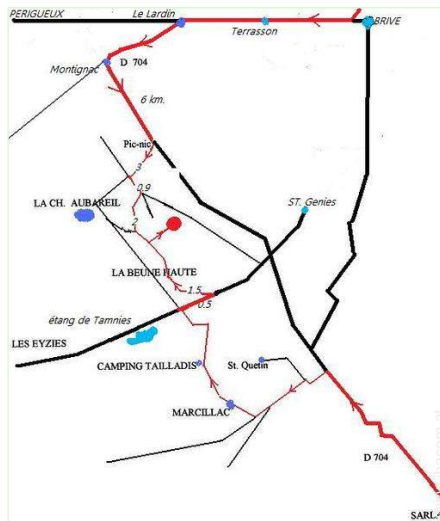 PERIGUEUX
Le Lardin
Terrasson
BRIVE
Montignac
D 704
6 km.
Pic-nic
3
0.9
LA CH. AUBAREIL
2
ST. Genies
LA BEUNE HAUTE
1.5
0.5
étang de Tamnies
LES EYZIES
CAMPING TAILLADIS
St. Quetin
MARCILLAC
D 704
SARLA